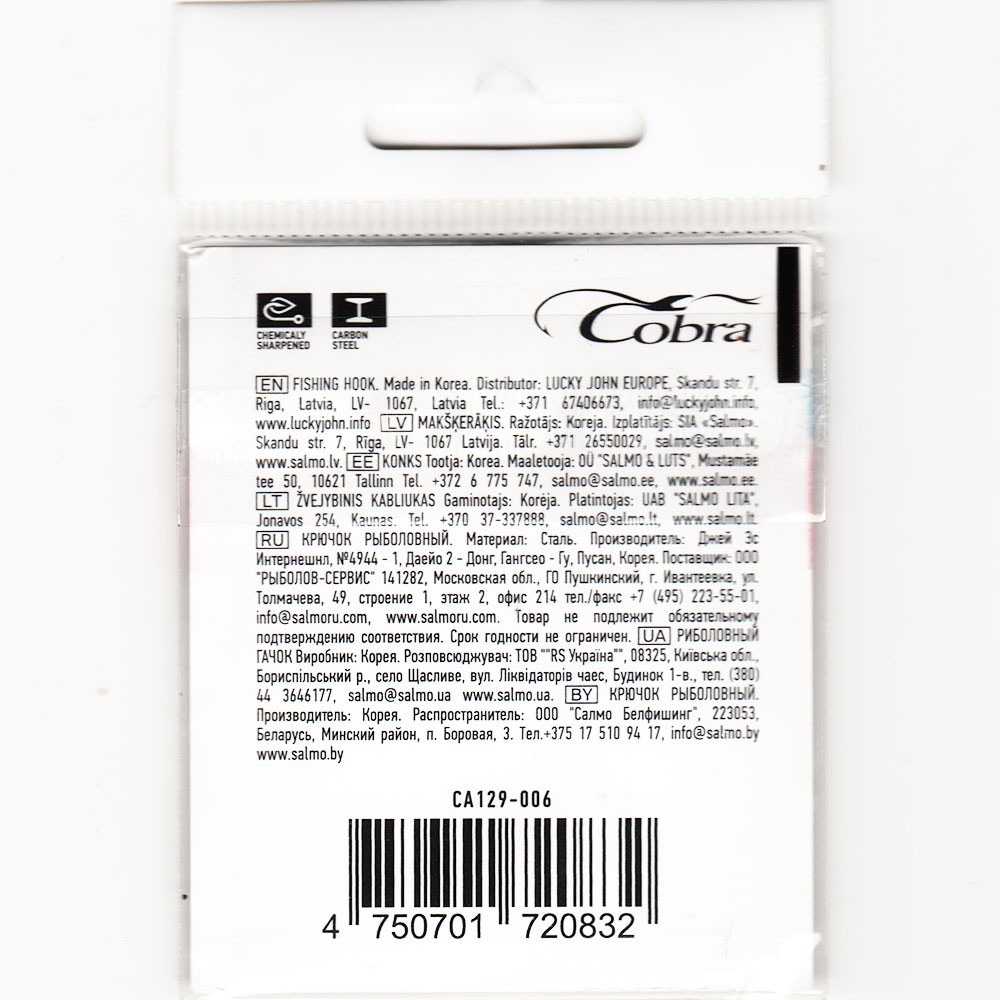 CHEMICALY
SHARPENED
CARBON
STEEL
Cobra
EN FISHING HOOK. Made in Korea. Distributor: LUCKY JOHN EUROPE, Skandu str. 7,
Riga, Latvia, LV- 1067, Latvia Tel.: +371 67406673, info@luckyjohn.info,
www.luckyjohn.info LV MAKŠĶERĀĶIS. Ražotājs: Koreja. Izplatītājs: SIA «Salmo».
Skandu str. 7, Rīga, LV- 1067 Latvija. Tālr. +371 26550029, salmo@salmo.lv,
www.salmo.lv. EE KONKS Tootja: Korea. Maaletooja: OÜ "SALMO & LUTS", Mustamäe
tee 50, 10621 Tallinn Tel. +372 6 775 747, salmo@salmo.ee, www.salmo.ee.
LT ŽVEJYBINIS KABLIUKAS Gaminotajs: Korėja. Platintojas: UAB "SALMO LITA",
Jonavos 254, Kaunas. Tel. +370 37-337888, salmo@salmo.lt, www.salmo.lt.
RU КРЮЧОК РЫБОЛОВНЫЙ. Материал: Сталь. Производитель: Джей Эс
Интернешнл, №4944 - 1, Даейо 2 - Донг, Гангсео - Гу, Пусан, Корея. Поставщик: ООО
"РЫБОЛОВ-СЕРВИС" 141282, Московская обл., ГО Пушкинский, г. Ивантеевка, ул.
Толмачева, 49, строение 1, этаж 2, офис 214 тел./факс +7 (495) 223-55-01,
info@salmoru.com, www.salmoru.com. Товар не подлежит обязательному
подтверждению соответствия. Срок годности не ограничен. UA РИБОЛОВНЫЙ
ГАЧОК Виробник: Корея. Розповсюджувач: ТОВ ""RS Україна"", 08325, Київська обл.,
Бориспільський р., село Щасливе, вул. Ліквідаторів чаес, Будинок 1-в., тел. (380)
44 3646177, salmo@salmo.ua www.salmo.ua. BY КРЮЧОК РЫБОЛОВНЫЙ.
Производитель: Корея. Распространитель: ООО "Салмо Белфишинг", 223053,
Беларусь, Минский район, п. Боровая, 3. Тел.+375 17 510 94 17, info@salmo.by
www.salmo.by
CA129-006
4 750701 720832